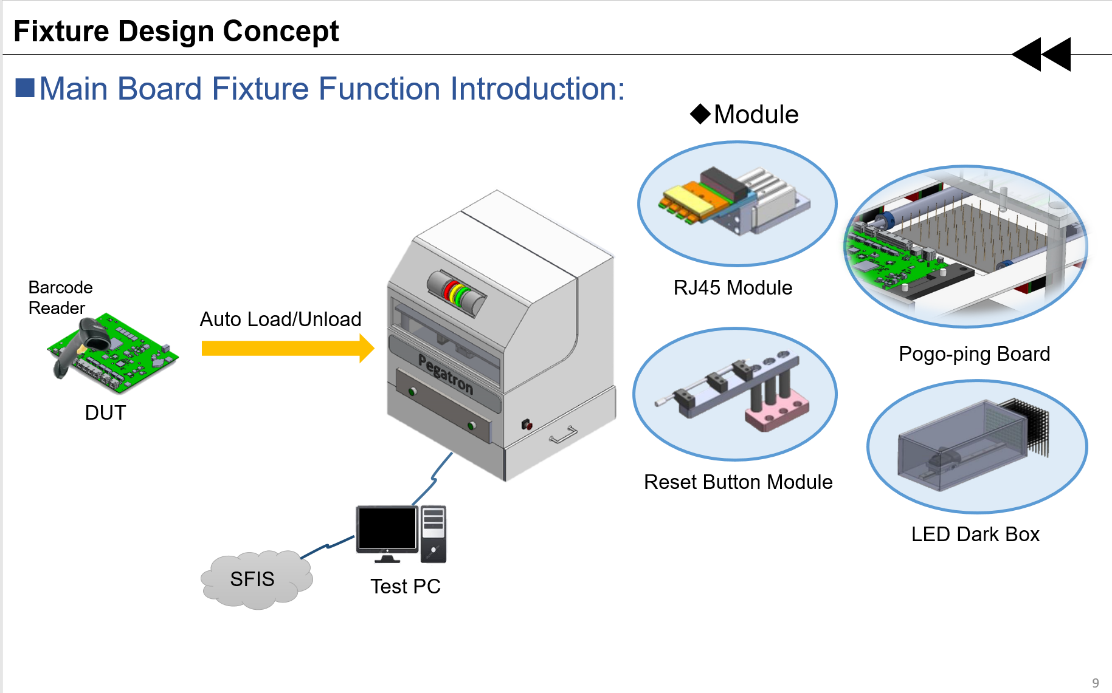 Fixture Design Concept
Main Board Fixture Function Introduction:
Module
RJ45 Module
Pogo-ping Board
Barcode
Reader
Auto Load/Unload
DUT
Pegatron
Reset Button Module
LED Dark Box
SFIS
Test PC
9